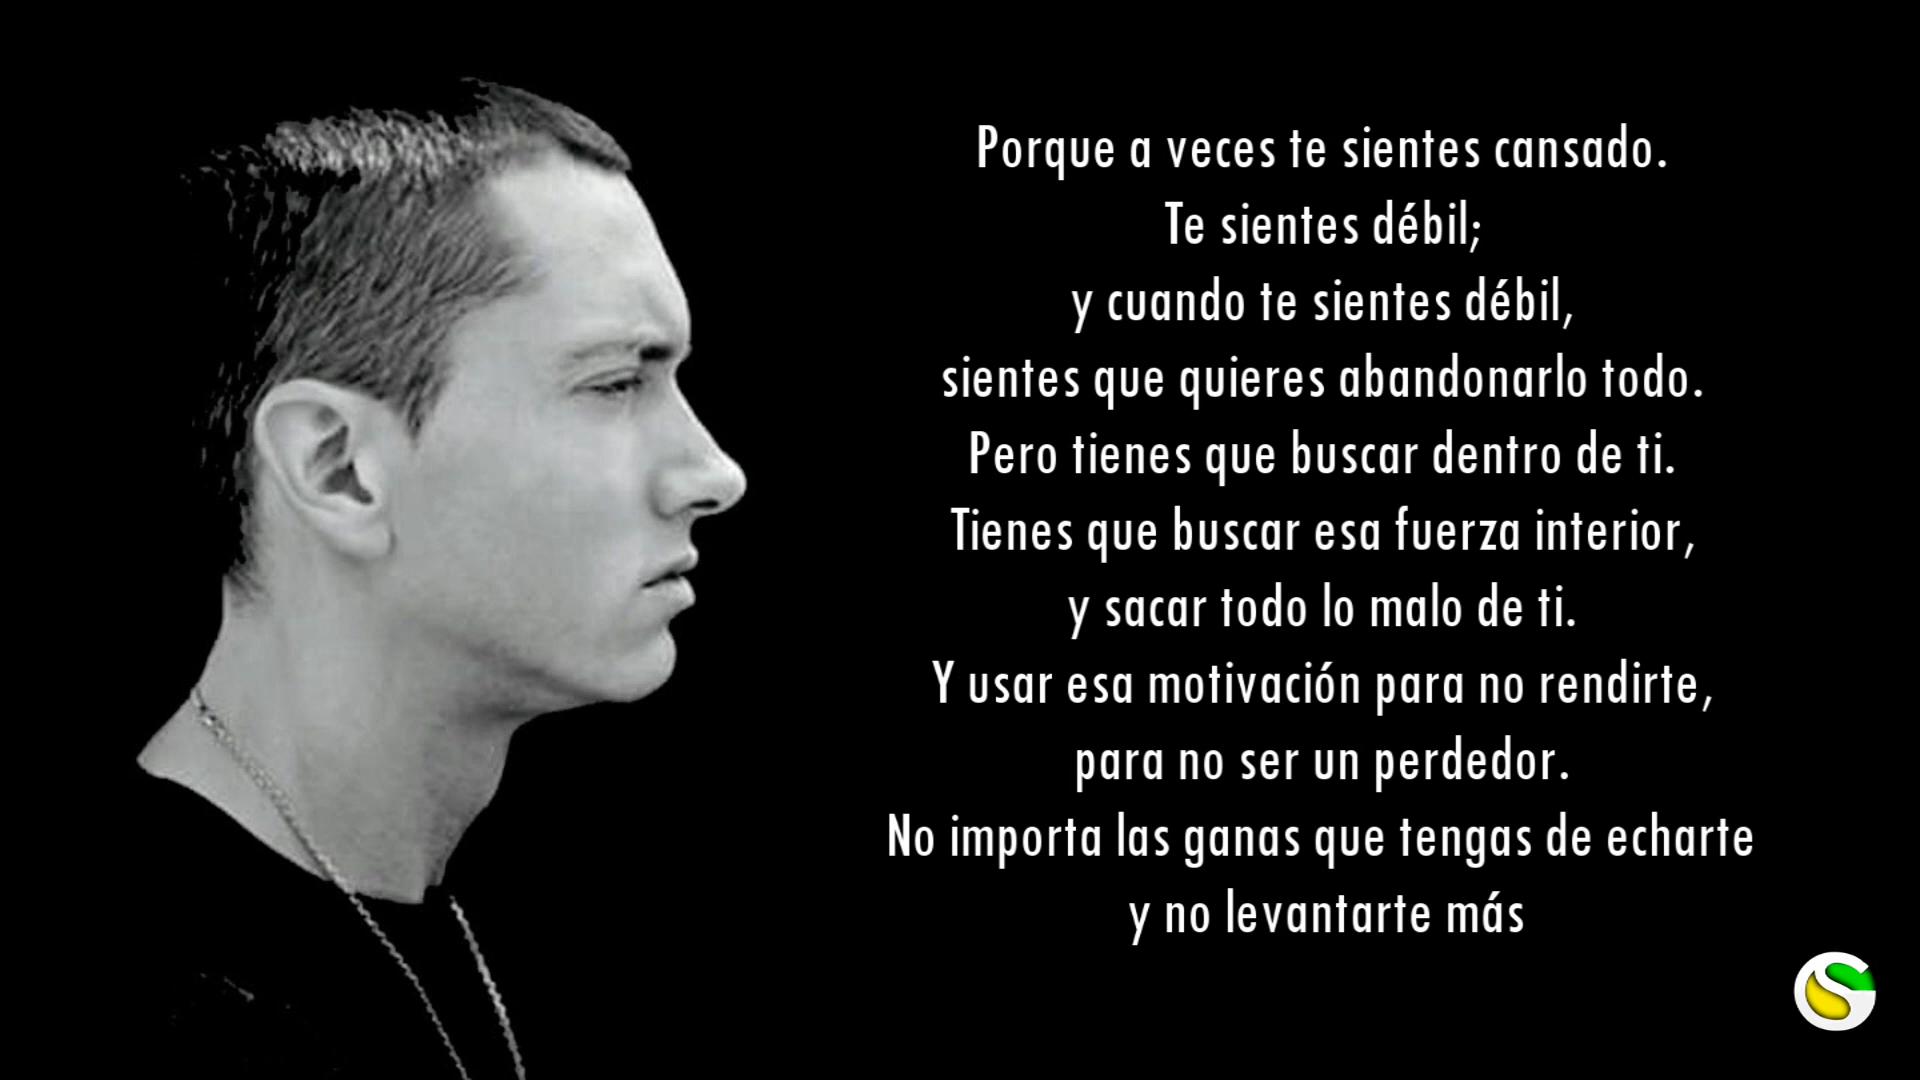 Porque a veces te sientes cansado.
Te sientes débil;
y cuando te sientes débil,
sientes que quieres abandonarlo todo.
Pero tienes que buscar dentro de ti.
Tienes que buscar esa fuerza interior,
y sacar todo lo malo de ti.
Y usar esa motivación para no rendirte,
para no ser un perdedor.
No importa las ganas que tengas de echarte
y no levantarte más